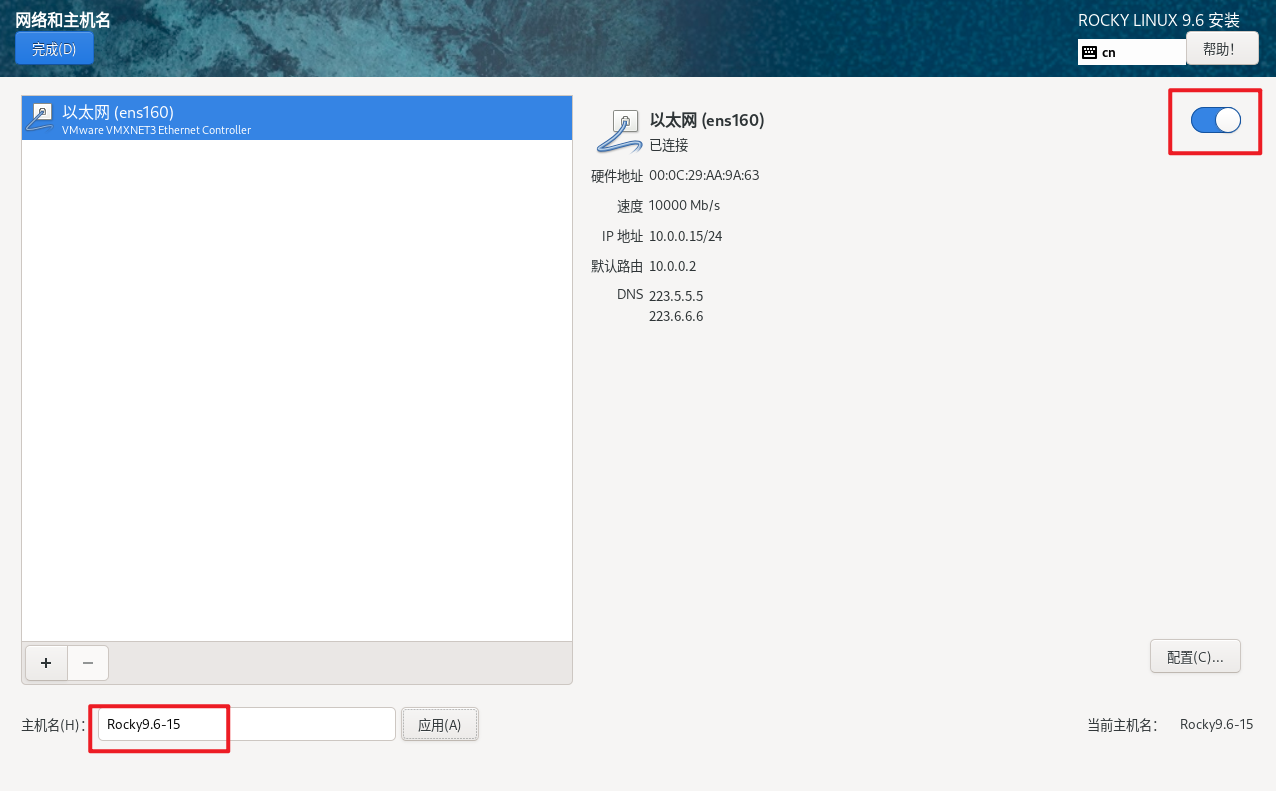 网络和主机名
ROCKY LINUX 9.6 安装
完成(D)
cn
帮助!
以太网 (ens160)
VMware VMXNET3 Ethernet Controller
以太网 (ens160)
已连接
硬件地址 00:0C:29:AA:9A:63
速度 10000 Mb/s
IP 地址 10.0.0.15/24
默认路由 10.0.0.2
DNS 223.5.5.5
223.6.6.6
+ −
配置(C)...
主机名(H): Rocky9.6-15 应用(A) 当前主机名: Rocky9.6-15